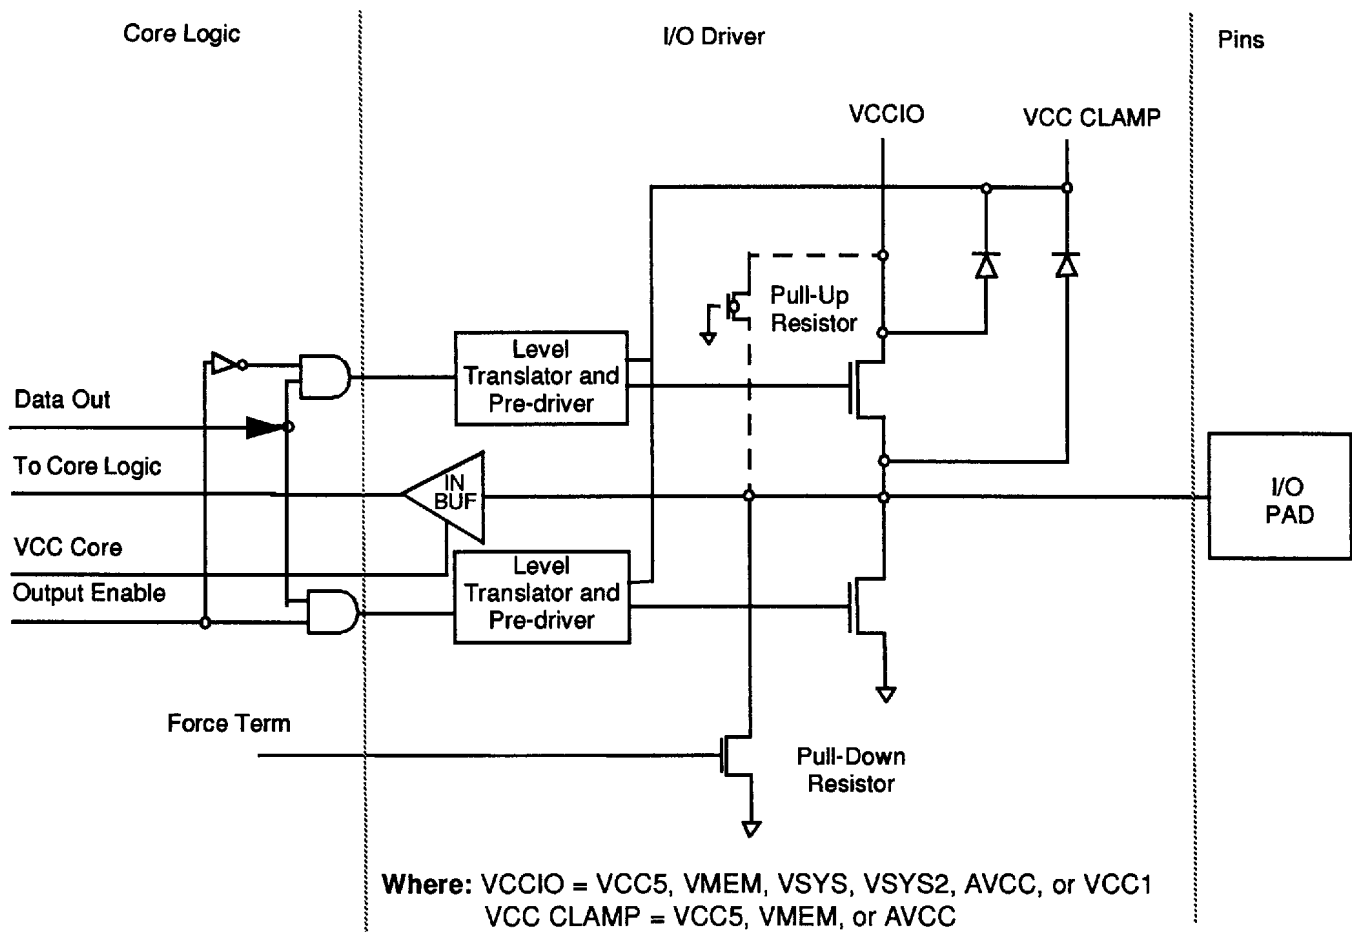 Core Logic
I/O Driver
Pins
VCCIO
VCC CLAMP
Pull-Up
Resistor
Level
Translator and
Pre-driver
Data Out
To Core Logic
IN
BUF
I/O
PAD
VCC Core
Output Enable
Level
Translator and
Pre-driver
Force Term
Pull-Down
Resistor
Where: VCCIO = VCC5, VMEM, VSYS, VSYS2, AVCC, or VCC1
VCC CLAMP = VCC5, VMEM, or AVCC